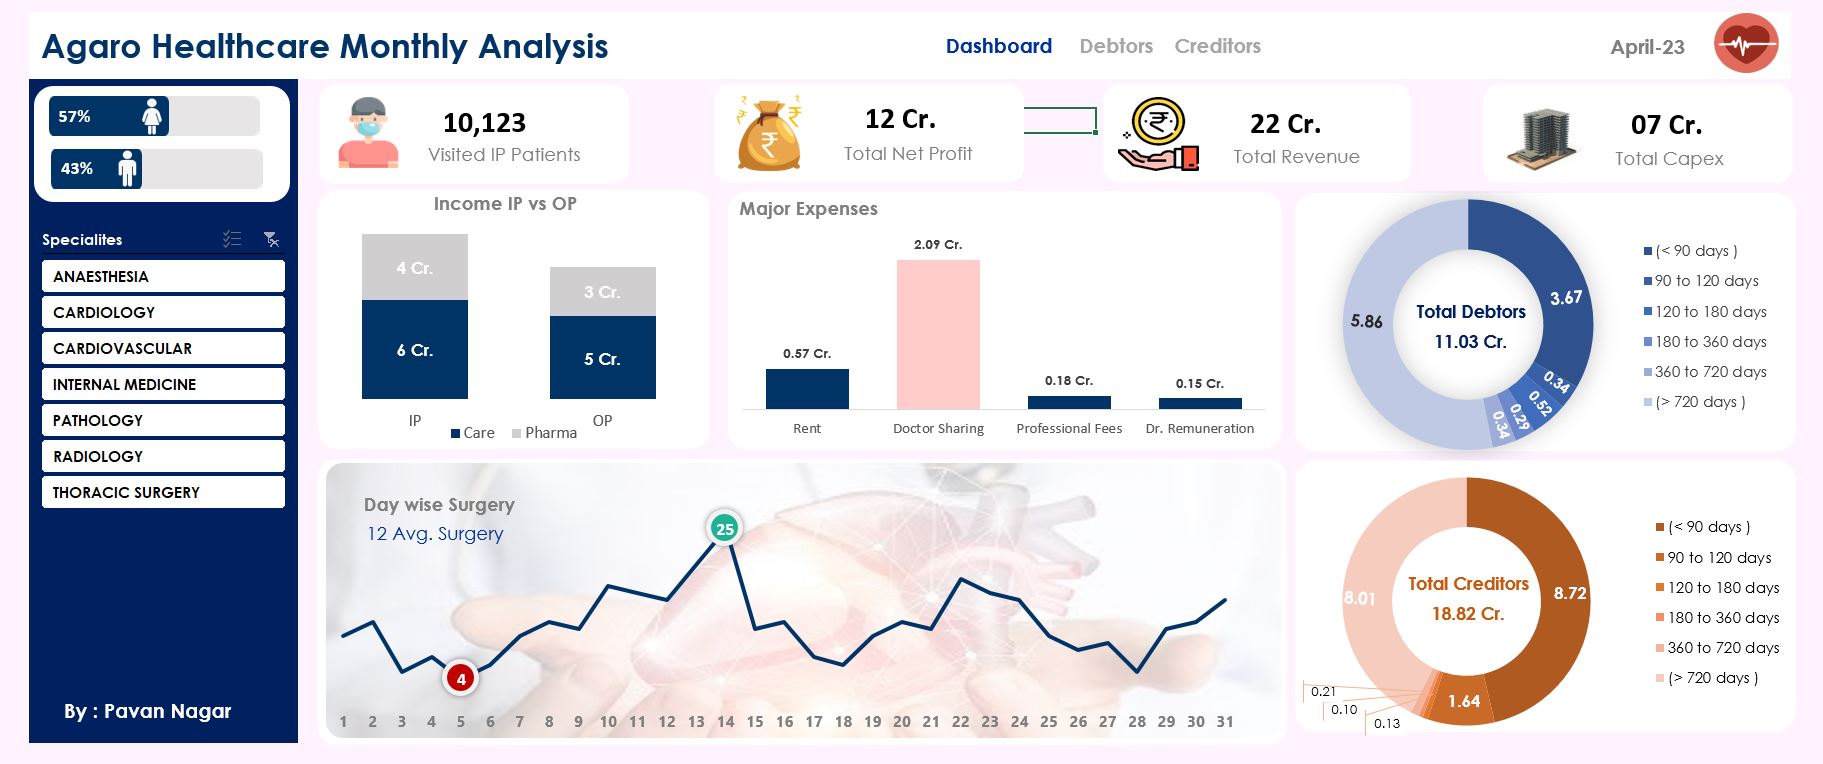 Agaro Healthcare Monthly Analysis
Dashboard Debtors Creditors
April-23
57%
43%
Specialites
ANAESTHESIA
CARDIOLOGY
CARDIOVASCULAR
INTERNAL MEDICINE
PATHOLOGY
RADIOLOGY
THORACIC SURGERY
By : Pavan Nagar
10,123
Visited IP Patients
12 Cr.
Total Net Profit
22 Cr.
Total Revenue
07 Cr.
Total Capex
Income IP vs OP
4 Cr.
6 Cr.
3 Cr.
5 Cr.
IP
OP
Care Pharma
Major Expenses
0.57 Cr.
2.09 Cr.
0.18 Cr.
0.15 Cr.
Rent Doctor Sharing Professional Fees Dr. Remuneration
Total Debtors
11.03 Cr.
3.67
0.34
0.52
0.29
0.34
5.86
(< 90 days )
90 to 120 days
120 to 180 days
180 to 360 days
360 to 720 days
(> 720 days )
Day wise Surgery
12 Avg. Surgery
25
4
1 2 3 4 5 6 7 8 9 10 11 12 13 14 15 16 17 18 19 20 21 22 23 24 25 26 27 28 29 30 31
Total Creditors
18.82 Cr.
8.72
1.64
0.13
0.10
0.21
8.01
(< 90 days )
90 to 120 days
120 to 180 days
180 to 360 days
360 to 720 days
(> 720 days )